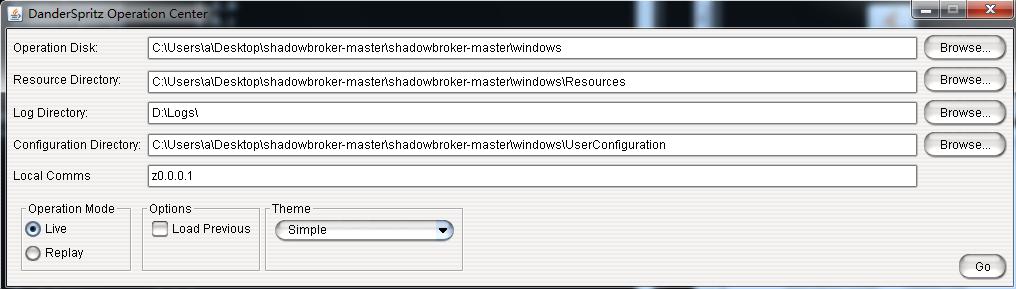 DanderSpritz Operation Center
Operation Disk: C:\Users\a\Desktop\shadowbroker-master\shadowbroker-master\windows Browse...
Resource Directory: C:\Users\a\Desktop\shadowbroker-master\shadowbroker-master\windows\Resources Browse...
Log Directory: D:\Logs\ Browse...
Configuration Directory: C:\Users\a\Desktop\shadowbroker-master\shadowbroker-master\windows\UserConfiguration Browse...
Local Comms z0.0.0.1
Operation Mode Options Theme
Live Load Previous Simple
Replay
Go